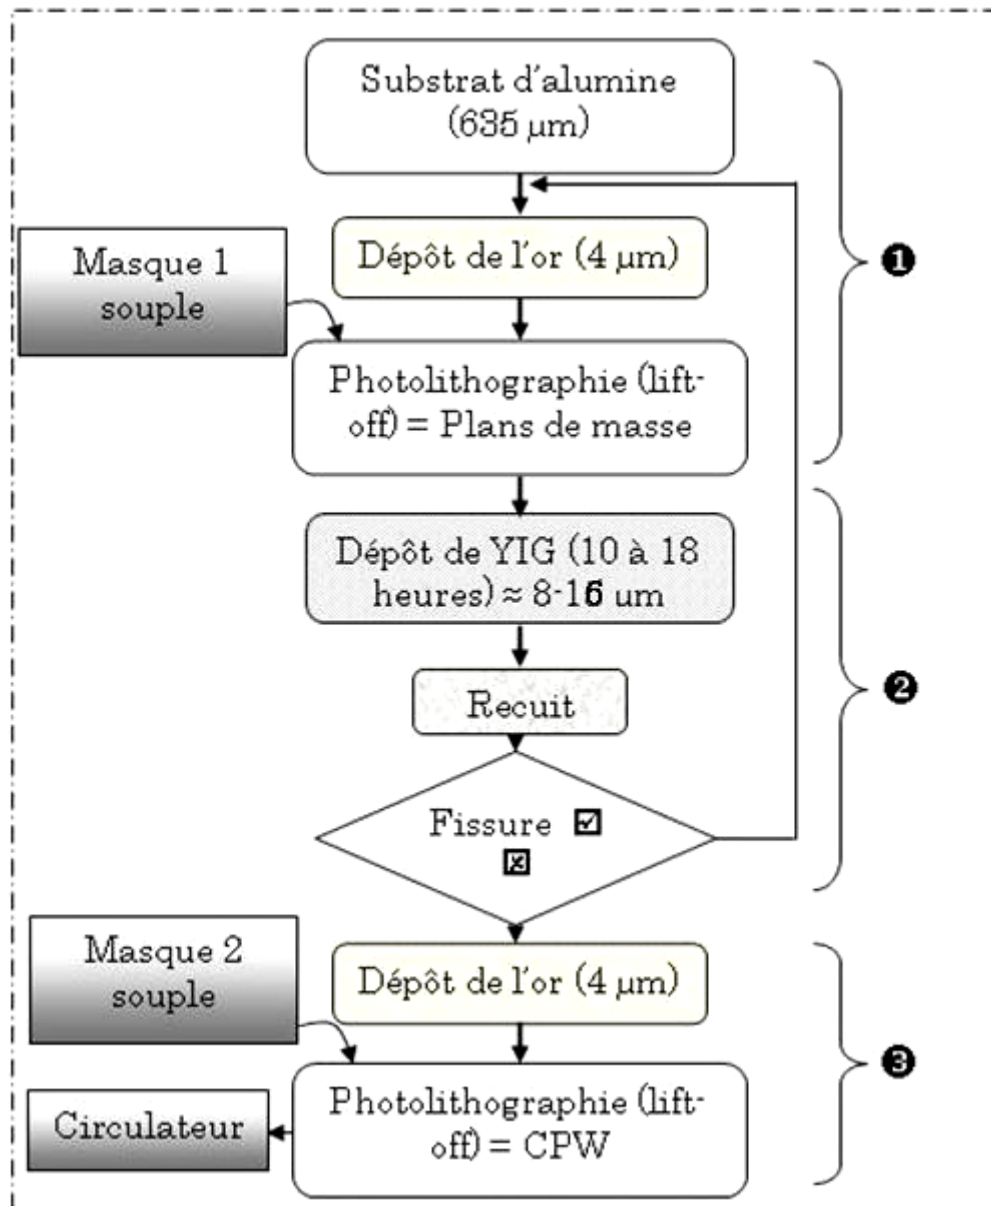 Substrat d'alumine
(635 µm)
Dépôt de l'or (4 µm)
❶
Masque 1
souple
Photolithographie (lift-
off) = Plans de masse
Dépôt de YIG (10 à 18
heures) ≈ 8-16 um
Recuit
❷
Fissure ☑
☒
Masque 2
souple
Dépôt de l'or (4 µm)
❸
Photolithographie (lift-
off) = CPW
Circulateur